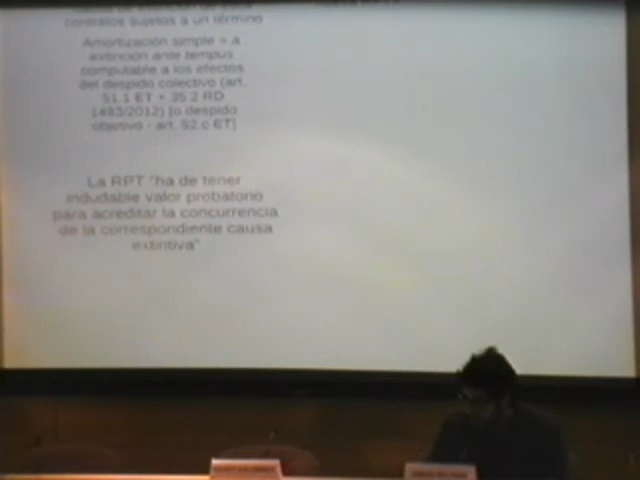 contratos sujetos a un término
Amortización simple = a
extinción ante tempus
computable a los efectos
del despido colectivo (art.
51.1 ET + 35.2 RD
1483/2012) [o despido
objetivo - art. 52.c ET]
La RPT "ha de tener
indudable valor probatorio
para acreditar la concurrencia
de la correspondiente causa
extintiva"